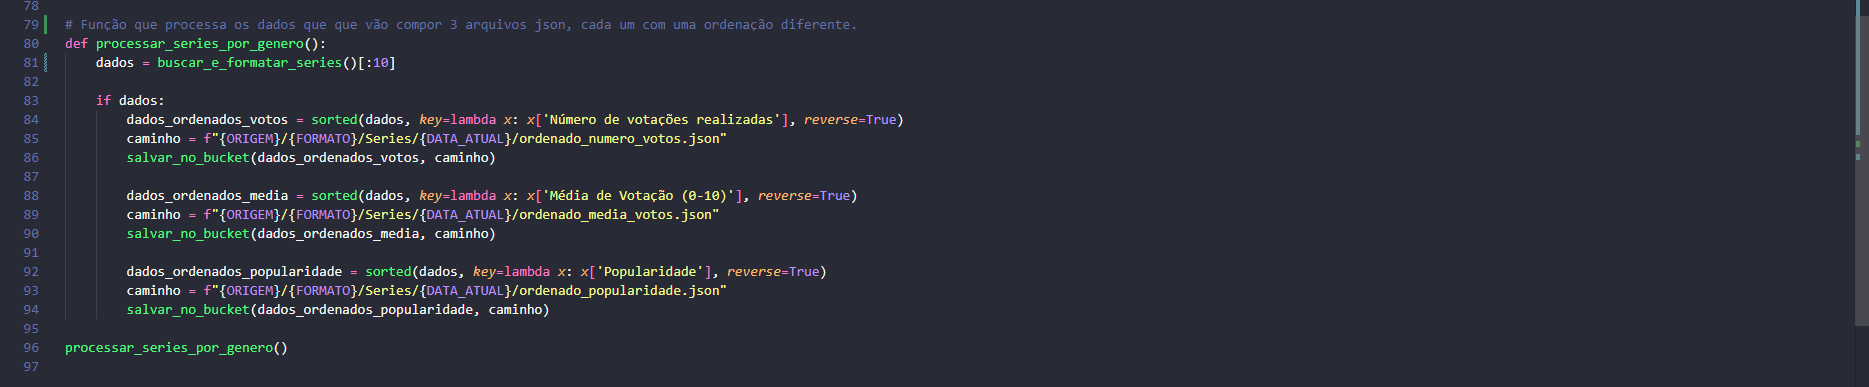 78
79 # Função que processa os dados que que vão compor 3 arquivos json, cada um com uma ordenação diferente.
80 def processar_series_por_genero():
81     dados = buscar_e_formatar_series()[:10]
82
83     if dados:
84         dados_ordenados_votos = sorted(dados, key=lambda x: x['Número de votações realizadas'], reverse=True)
85         caminho = f"{ORIGEM}/{FORMATO}/Series/{DATA_ATUAL}/ordenado_numero_votos.json"
86         salvar_no_bucket(dados_ordenados_votos, caminho)
87
88         dados_ordenados_media = sorted(dados, key=lambda x: x['Média de Votação (0-10)'], reverse=True)
89         caminho = f"{ORIGEM}/{FORMATO}/Series/{DATA_ATUAL}/ordenado_media_votos.json"
90         salvar_no_bucket(dados_ordenados_media, caminho)
91
92         dados_ordenados_popularidade = sorted(dados, key=lambda x: x['Popularidade'], reverse=True)
93         caminho = f"{ORIGEM}/{FORMATO}/Series/{DATA_ATUAL}/ordenado_popularidade.json"
94         salvar_no_bucket(dados_ordenados_popularidade, caminho)
95
96 processar_series_por_genero()
97